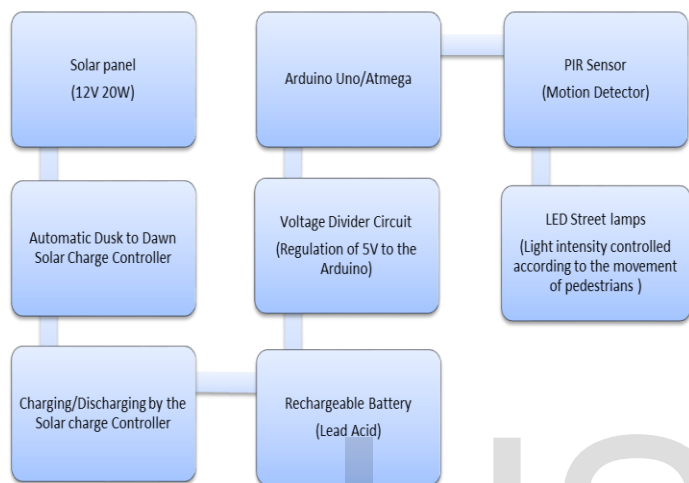 Solar panel
(12V 20W)
Automatic Dusk to Dawn
Solar Charge Controller
Charging/Discharging by the
Solar charge Controller
Rechargeable Battery
(Lead Acid)
Voltage Divider Circuit
(Regulation of 5V to the
Arduino)
Arduino Uno/Atmega
PIR Sensor
(Motion Detector)
LED Street lamps
(Light intensity controlled
according to the movement
of pedestrians )